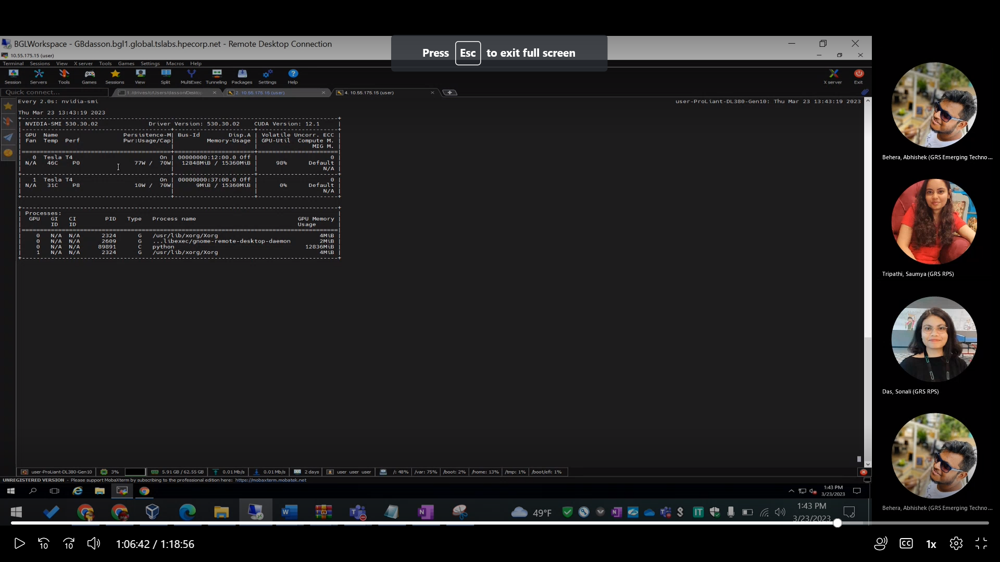 BGLWorkspace - GBdasson.bgl1.global.tslabs.hpecorp.net - Remote Desktop Connection
Press Esc to exit full screen
10.55.175.15 (user)
Terminal Sessions View X server Tools Games Settings Macros Help
Session Servers Tools Games Sessions View Split MultiExec Tunneling Packages Settings Help X server Exit
Quick connect...
2. 10.55.175.15 (user)
4. 10.55.175.15 (user)
Every 2.0s: nvidia-smi user-ProLiant-DL380-Gen10: Thu Mar 23 13:43:19 2023
Thu Mar 23 13:43:19 2023
NVIDIA-SMI 530.30.02 Driver Version: 530.30.02 CUDA Version: 12.1
GPU Name Persistence-M| Bus-Id Disp.A | Volatile Uncorr. ECC
Fan Temp Perf Pwr:Usage/Cap| Memory-Usage | GPU-Util Compute M.
MIG M.
0 Tesla T4 On | 00000000:12:00.0 Off | 0
N/A 46C P0 77W / 70W| 12848MiB / 15360MiB | 98% Default
N/A
1 Tesla T4 On | 00000000:37:00.0 Off | 0
N/A 31C P8 10W / 70W| 9MiB / 15360MiB | 0% Default
N/A
Processes:
GPU GI CI PID Type Process name GPU Memory
ID ID Usage
0 N/A N/A 2324 G /usr/lib/xorg/Xorg 4MiB
0 N/A N/A 2609 G ...libexec/gnome-remote-desktop-daemon 2MiB
0 N/A N/A 89891 C python 12836MiB
1 N/A N/A 2324 G /usr/lib/xorg/Xorg 4MiB
user-ProLiant-DL380-Gen10 3% 5.91 GB / 62.55 GB 0.01 Mb/s 0.01 Mb/s 2 days user user user /: 48% /var: 75% /boot: 2% /home: 13% /tmp: 1% /boot/efi: 1%
UNREGISTERED VERSION - Please support MobaXterm by subscribing to the professional edition here: https://mobaxterm.mobatek.net
1:43 PM
3/23/2023
49°F
1:43 PM
3/23/2023
1:06:42 / 1:18:56
CC
1x
10
10
Behera, Abhishek (GRS Emerging Techno ...
Tripathi, Saumya (GRS RPS)
Das, Sonali (GRS RPS)
Behera, Abhishek (GRS Emerging Techno ...